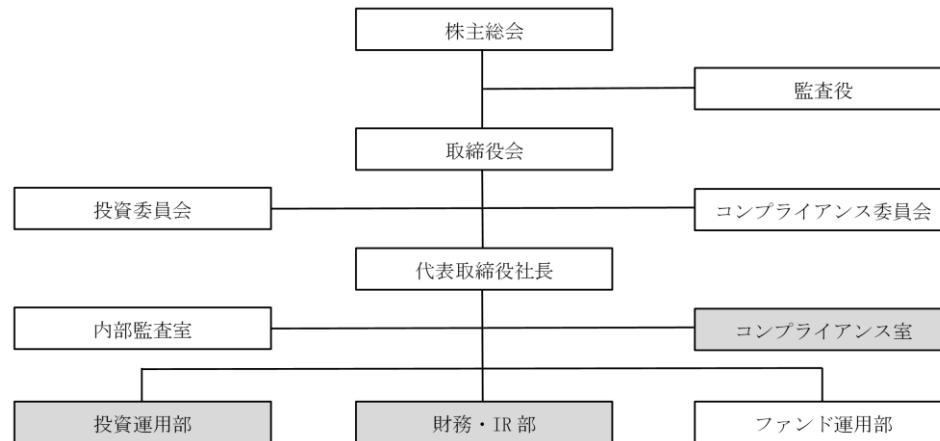 株主総会
監査役
取締役会
投資委員会
コンプライアンス委員会
代表取締役社長
内部監査室
コンプライアンス室
投資運用部
財務・IR部
ファンド運用部